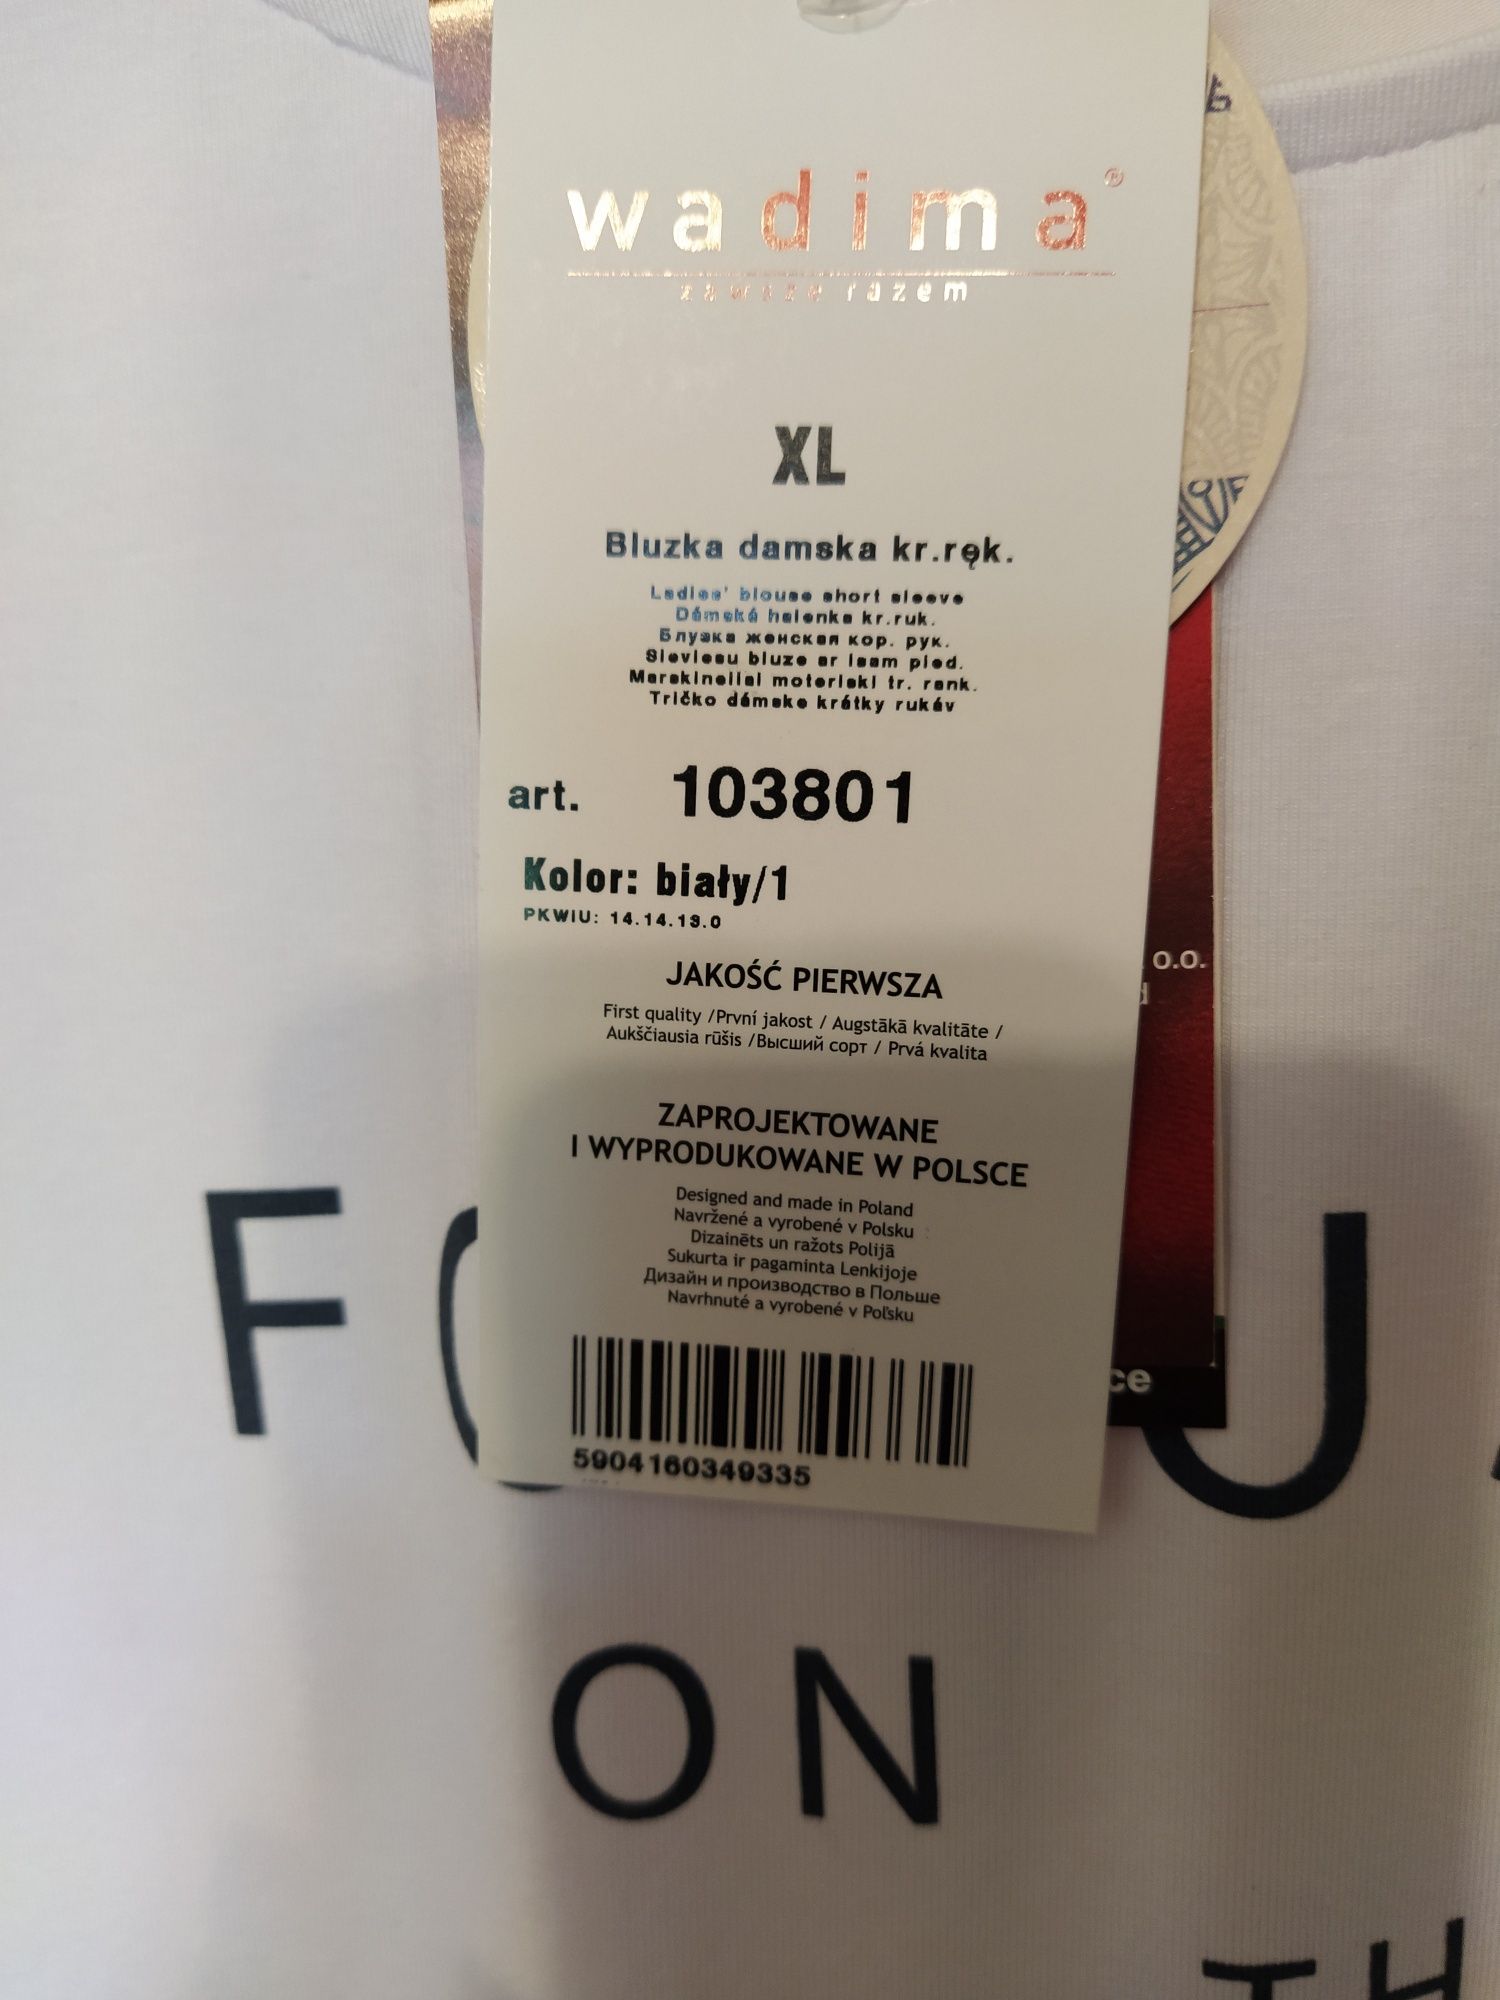 wadima®
zawsze razem
XL
Bluzka damska kr.ręk.
Ladies' blouse short sleeve
Dámská halenka kr.ruk.
Блузка женская кор. рук.
Sieviešu bluze ar īsam pied.
Marškinėliai moteriški tr. rank.
Tričko dámske krátky rukáv
art. 103801
Kolor: biały/1
PKWIU: 14.14.13.0
JAKOŚĆ PIERWSZA
First quality /První jakost / Augstākā kvalitāte /
Aukščiausia rūšis /Высший сорт / Prvá kvalita
ZAPROJEKTOWANE
I WYPRODUKOWANE W POLSCE
Designed and made in Poland
Navržené a vyrobené v Polsku
Dizainēts un ražots Polijā
Sukurta ir pagaminta Lenkijoje
Дизайн и производство в Польше
Navrhnuté a vyrobené v Poľsku
5904160349335
o.o.
ce
ON